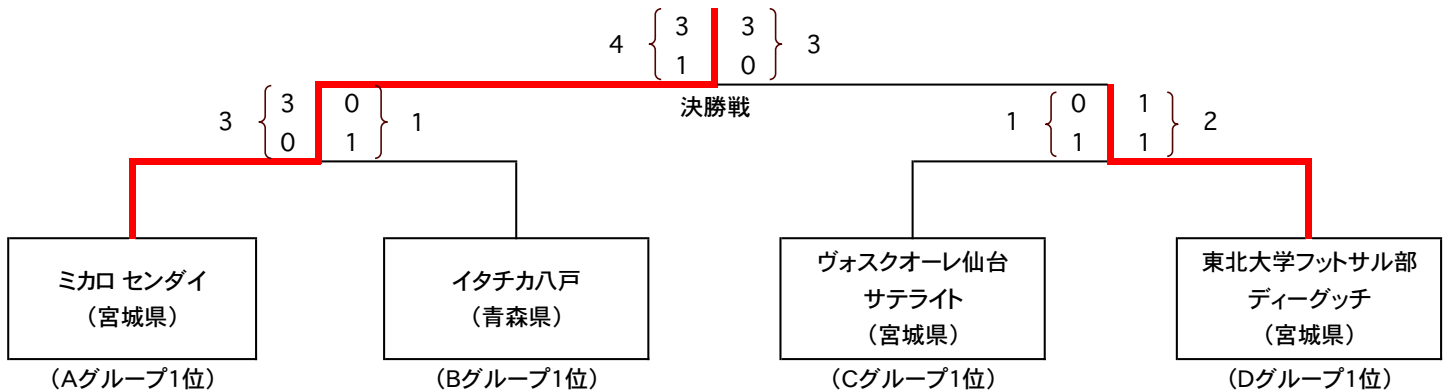 3 3
4 3
1 0
決勝戦
3 0
3 1
0 1
0 1
1 2
1 1
ミカロ センダイ
（宮城県）
(Aグループ1位)
イタチカ八戸
（青森県）
(Bグループ1位)
ヴォスクオーレ仙台
サテライト
（宮城県）
(Cグループ1位)
東北大学フットサル部
ディーグッチ
（宮城県）
(Dグループ1位)